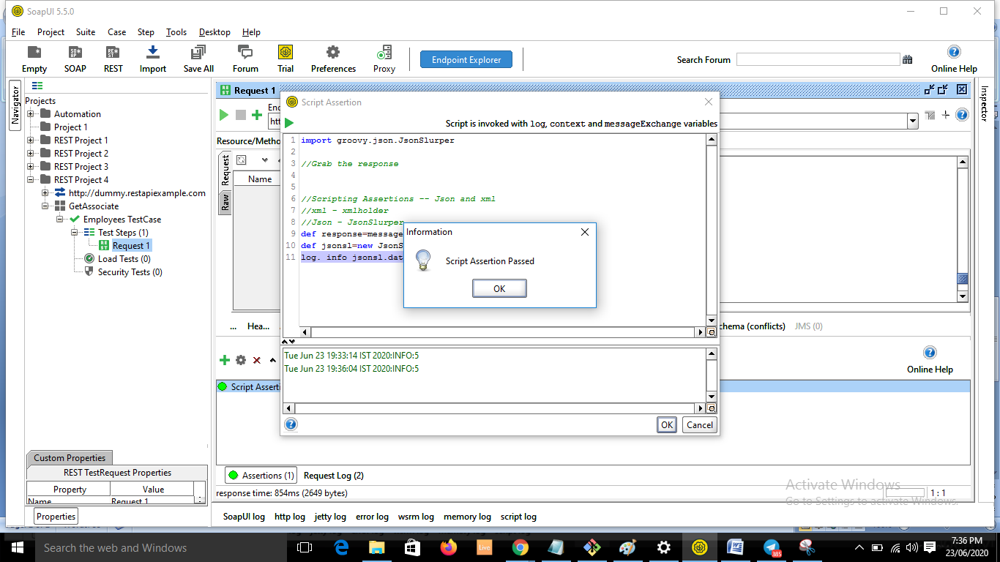 SoapUI 5.5.0
File Project Suite Case Step Tools Desktop Help
Empty SOAP REST Import Save All Forum Trial Preferences Proxy
Endpoint Explorer
Search Forum
Online Help
Navigator
Projects
Automation
Project 1
REST Project 1
REST Project 2
REST Project 3
REST Project 4
http://dummy.restapiexample.com
GetAssociate
Employees TestCase
Test Steps (1)
Request 1
Load Tests (0)
Security Tests (0)
Custom Properties
REST TestRequest Properties
Property Value
Name Request 1
Properties
Request 1
Resource/Metho
Request
Raw
Name
... Hea...
chema (conflicts) JMS (0)
Online Help
Inspector
Script Asserti
Assertions (1) Request Log (2)
response time: 854ms (2649 bytes)
1 : 1
SoapUI log http log jetty log error log wsrm log memory log script log
Script Assertion
Script is invoked with log, context and messageExchange variables
1 import groovy.json.JsonSlurper
2
3 //Grab the response
4
5
6 //Scripting Assertions -- Json and xml
7 //xml - xmlholder
8 //Json - JsonSlurper
9 def response=message
10 def jsonsl=new JsonS
11 log. info jsonsl.dat
Information
Script Assertion Passed
OK
Tue Jun 23 19:33:14 IST 2020:INFO:5
Tue Jun 23 19:36:04 IST 2020:INFO:5
OK Cancel
Activate Windows
Go to Settings to activate Windows.
Search the web and Windows
Live
385
7:36 PM
23/06/2020